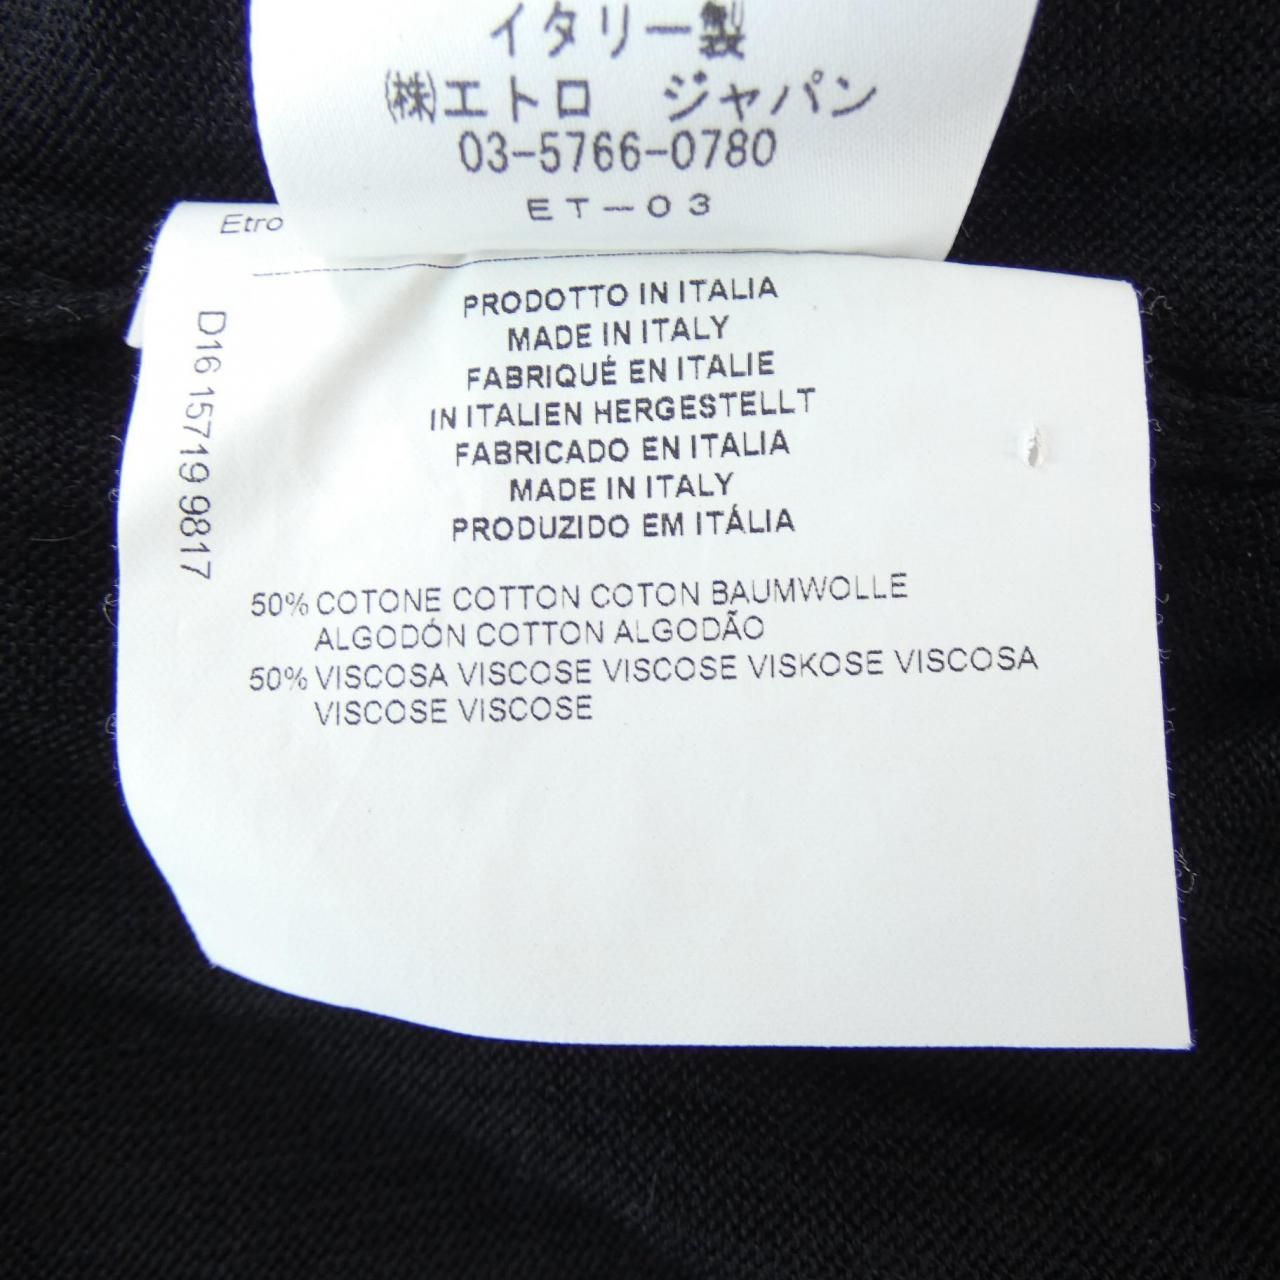 イタリー製
㈱エトロ ジャパン
03-5766-0780
ET-03
Etro
D16 15719 9817
PRODOTTO IN ITALIA
MADE IN ITALY
FABRIQUÉ EN ITALIE
IN ITALIEN HERGESTELLT
FABRICADO EN ITALIA
MADE IN ITALY
PRODUZIDO EM ITÁLIA
50% COTONE COTTON COTON BAUMWOLLE
ALGODÓN COTTON ALGODÃO
50% VISCOSA VISCOSE VISCOSE VISKOSE VISCOSA
VISCOSE VISCOSE